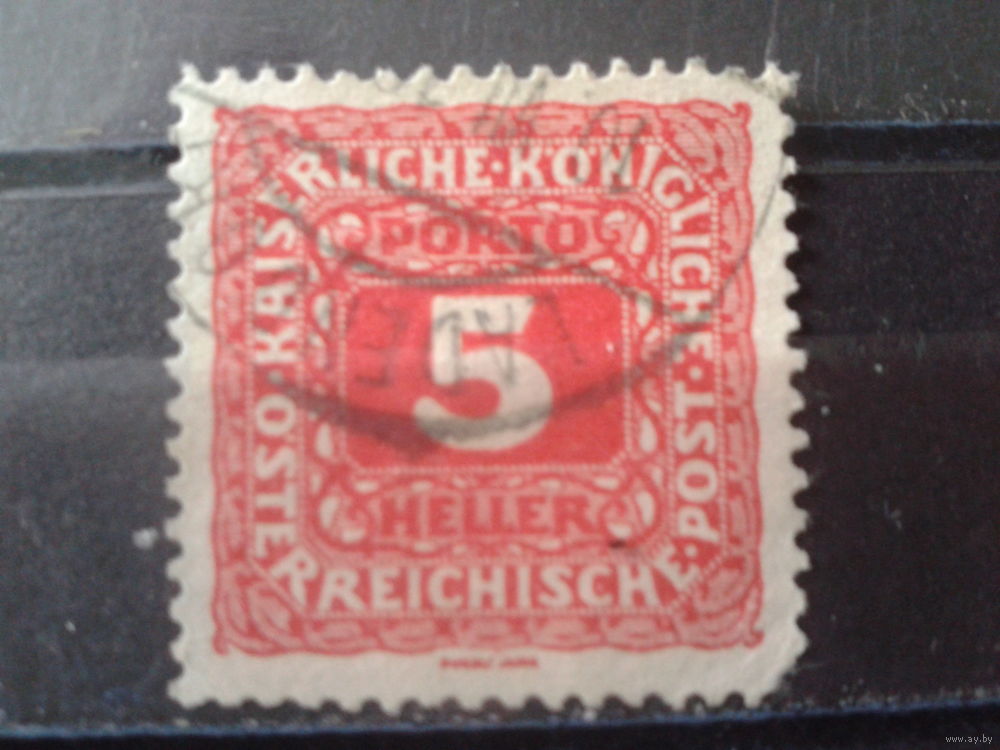 KAISERLICHE·KÖNIGLICHE·ÖSTERREICHISCHE·POST·
PORTO
5
HELLER
www.ay.by